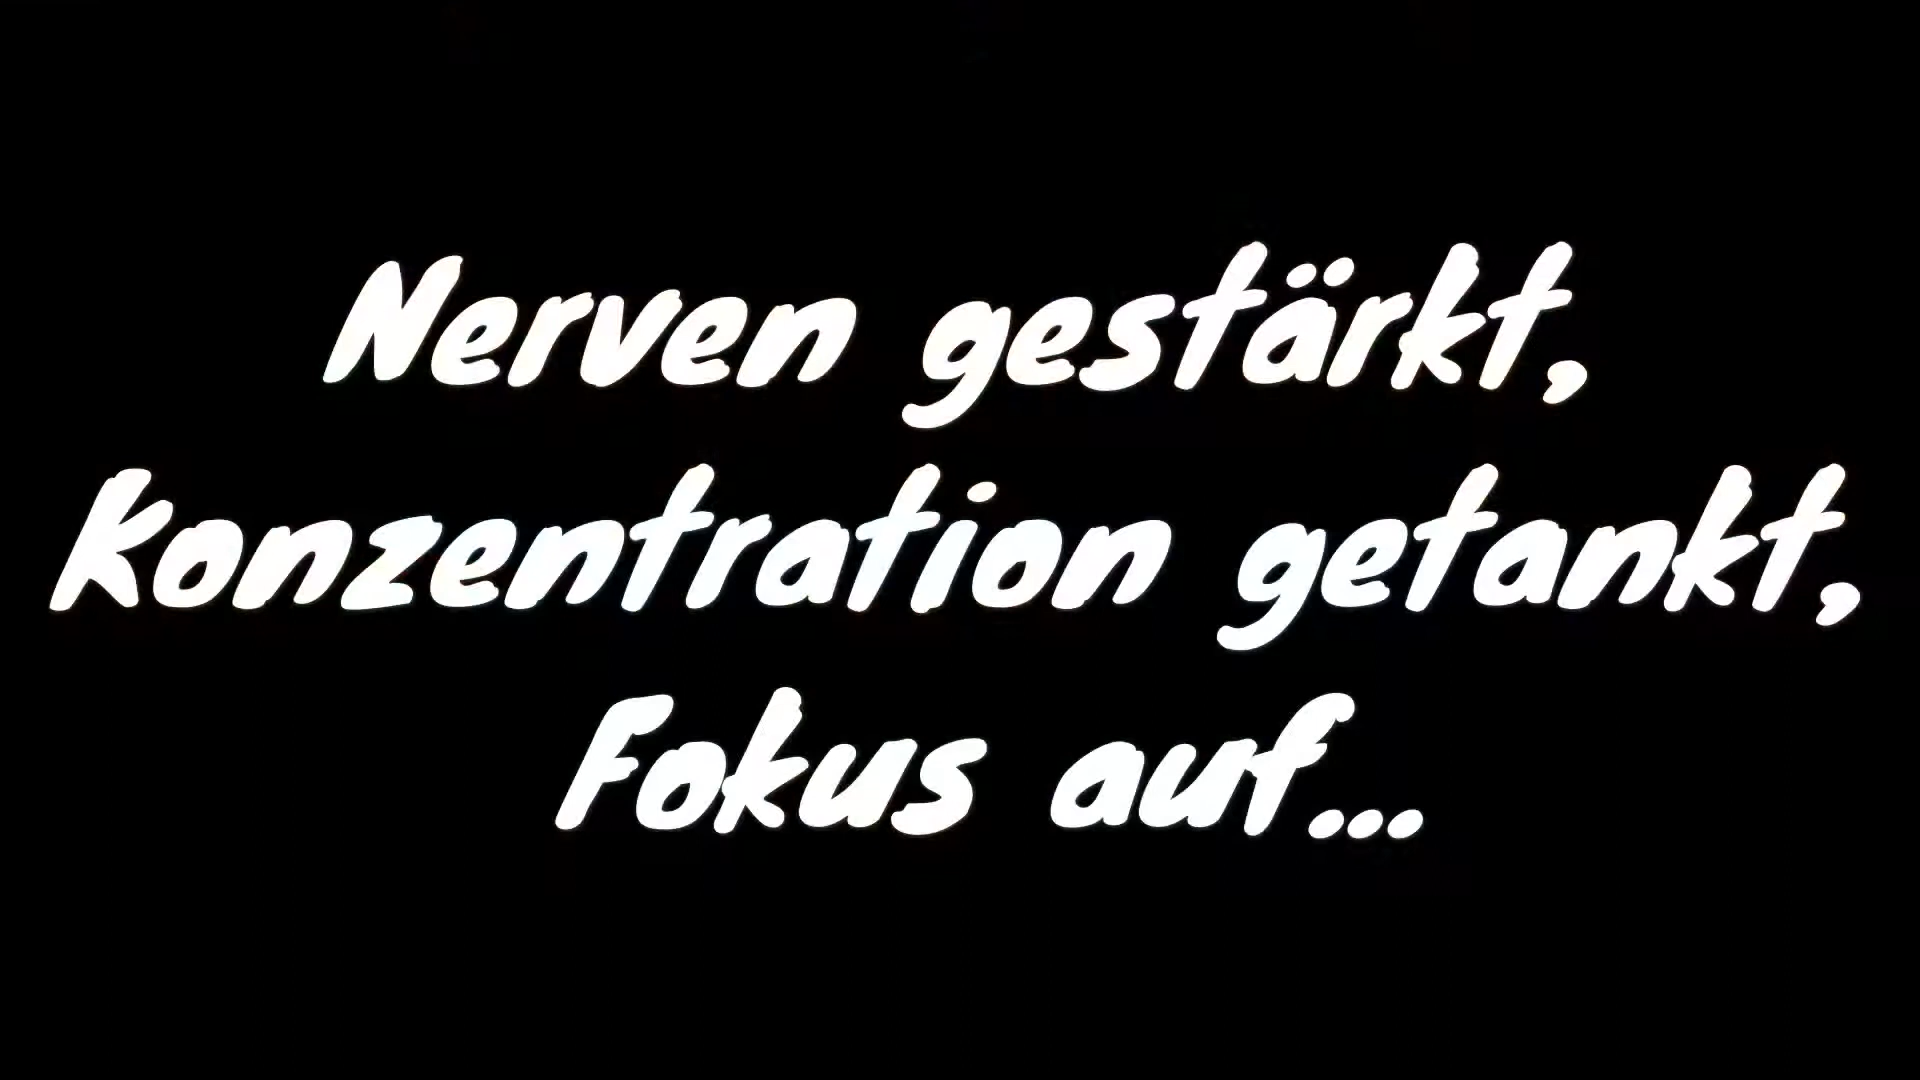 Nerven gestärkt,
Konzentration getankt,
Fokus auf...